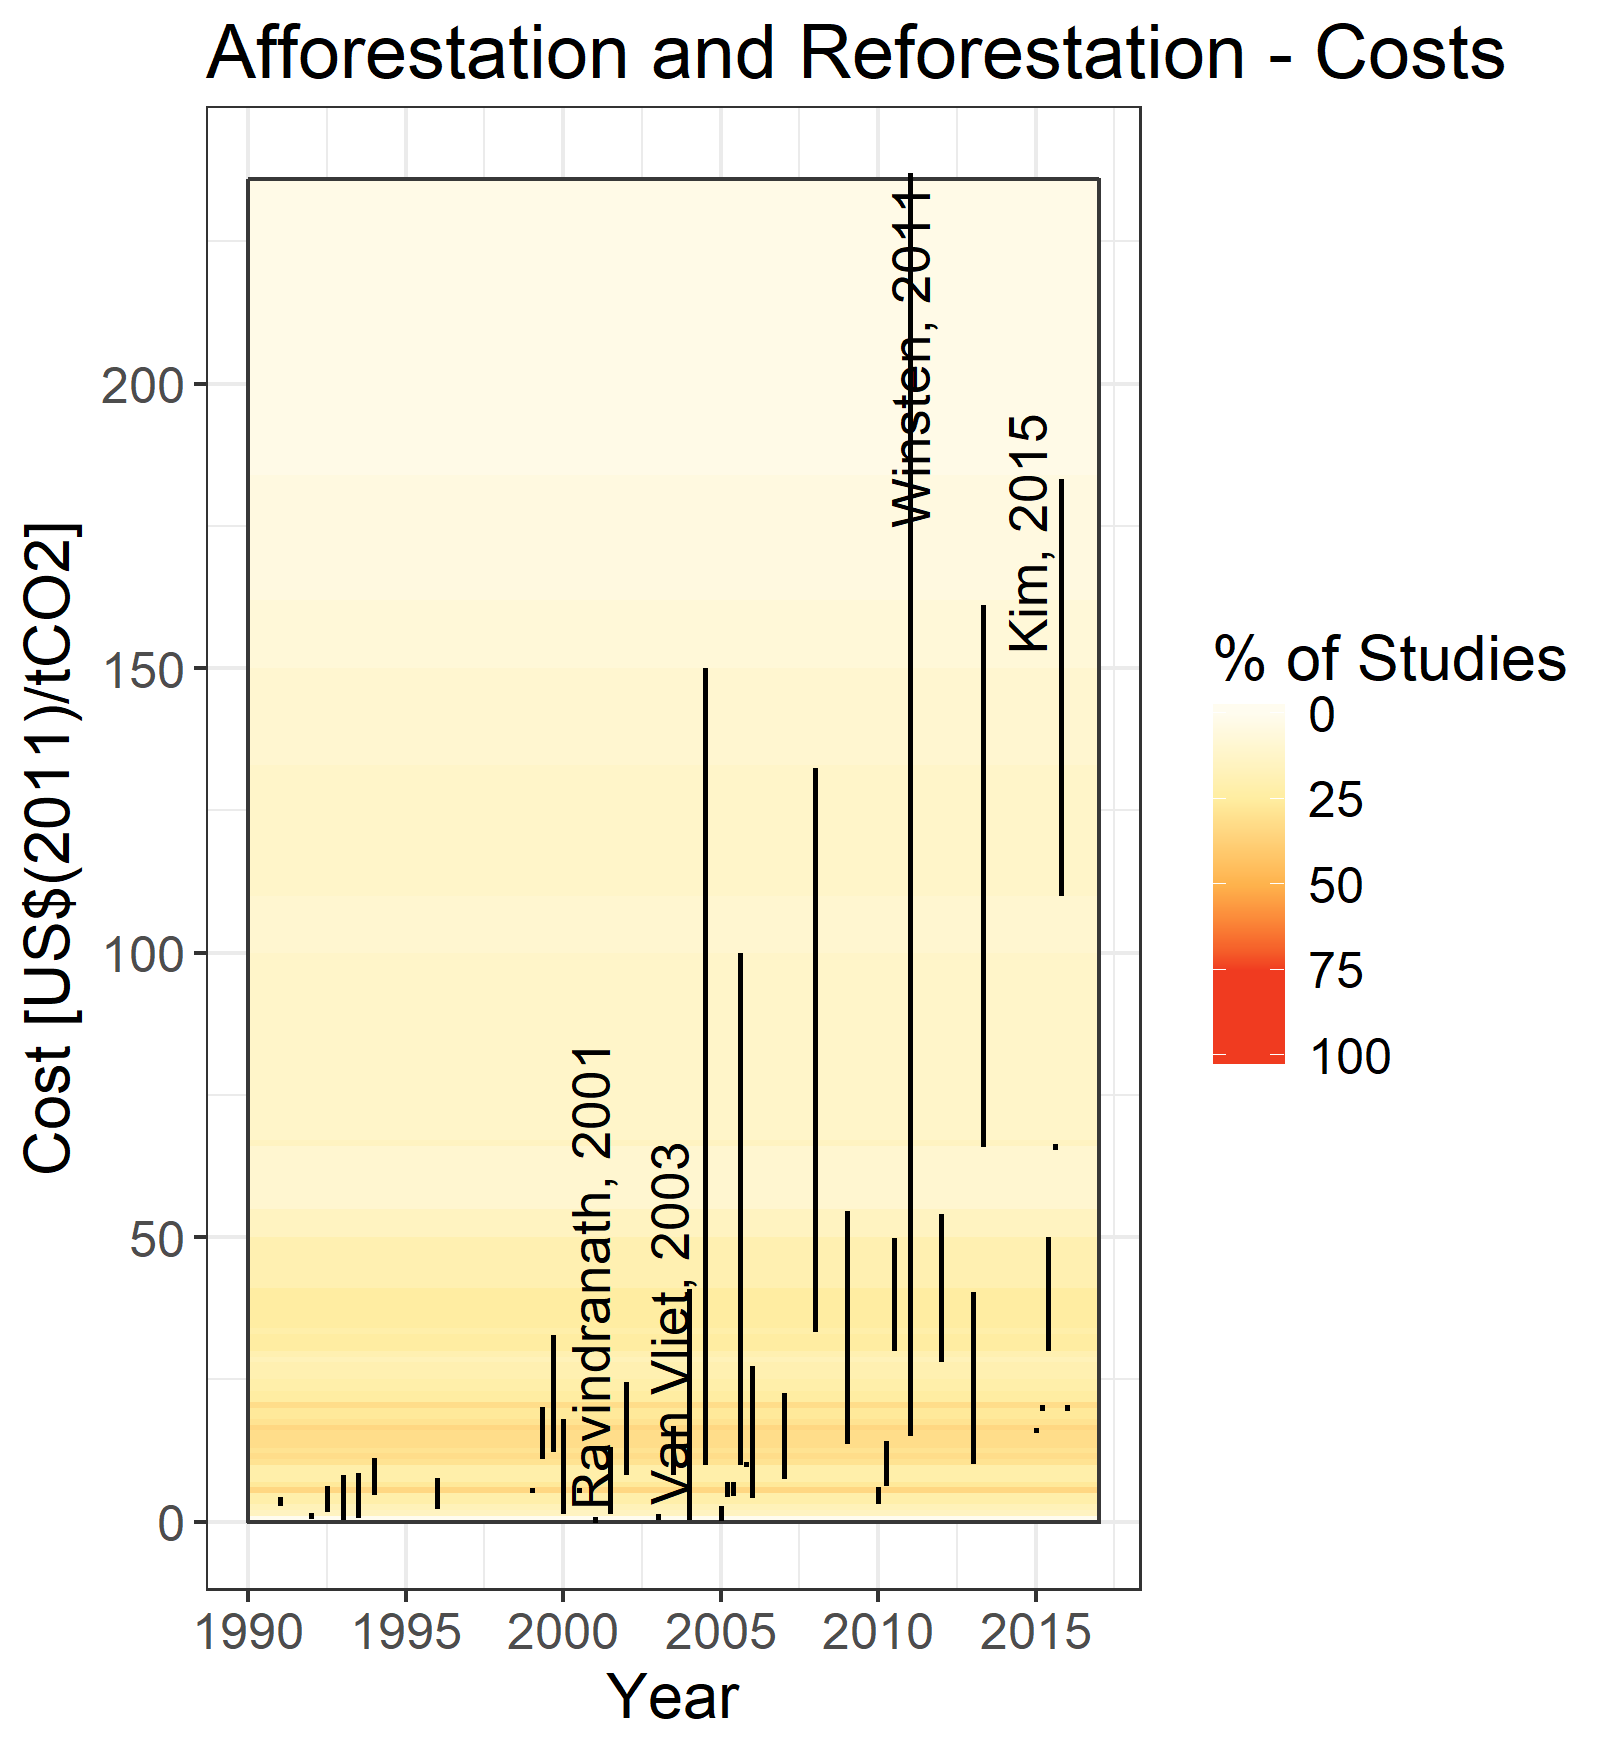 Afforestation and Reforestation - Costs
Cost [US$(2011)/tCO2]
200
150
100
50
0
Winsten, 2011
Kim, 2015
Ravindranath, 2001
Van Vliet, 2003
1990 1995 2000 2005 2010 2015
Year
% of Studies
0
25
50
75
100